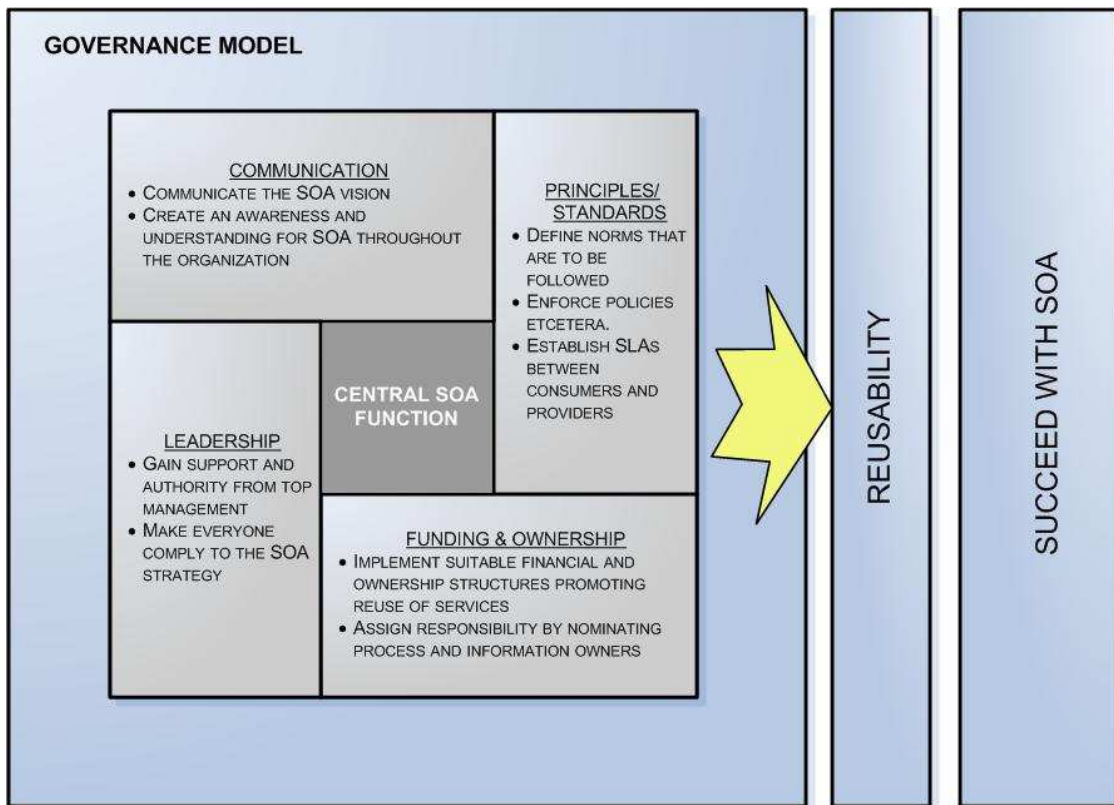 GOVERNANCE MODEL
COMMUNICATION
• COMMUNICATE THE SOA VISION
• CREATE AN AWARENESS AND
UNDERSTANDING FOR SOA THROUGHOUT
THE ORGANIZATION
PRINCIPLES/
STANDARDS
• DEFINE NORMS THAT
ARE TO BE
FOLLOWED
• ENFORCE POLICIES
ETCETERA.
• ESTABLISH SLAS
BETWEEN
CONSUMERS AND
PROVIDERS
CENTRAL SOA
FUNCTION
LEADERSHIP
• GAIN SUPPORT AND
AUTHORITY FROM TOP
MANAGEMENT
• MAKE EVERYONE
COMPLY TO THE SOA
STRATEGY
FUNDING & OWNERSHIP
• IMPLEMENT SUITABLE FINANCIAL AND
OWNERSHIP STRUCTURES PROMOTING
REUSE OF SERVICES
• ASSIGN RESPONSIBILITY BY NOMINATING
PROCESS AND INFORMATION OWNERS
REUSABILITY
SUCCEED WITH SOA